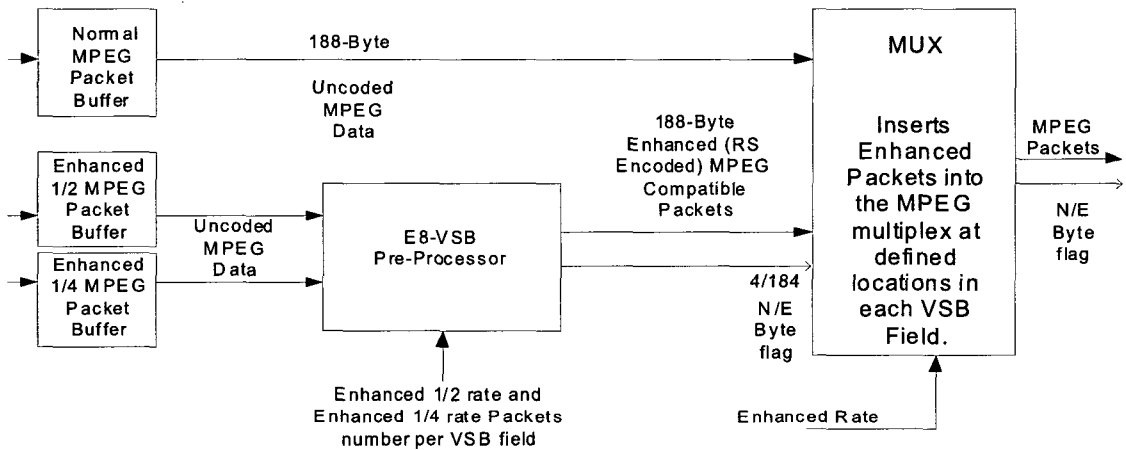 Normal
MPEG
Packet
Buffer
188-Byte
Uncoded
MPEG
Data
Enhanced
1/2 MPEG
Packet
Buffer
Enhanced
1/4 MPEG
Packet
Buffer
Uncoded
MPEG
Data
E8-VSB
Pre-Processor
Enhanced 1/2 rate and
Enhanced 1/4 rate Packets
number per VSB field
188-Byte
Enhanced (RS
Encoded) MPEG
Compatible
Packets
4/184
N/E
Byte
flag
MUX
Inserts
Enhanced
Packets into
the MPEG
multiplex at
defined
locations in
each VSB
Field.
Enhanced Rate
MPEG
Packets
N/E
Byte
flag